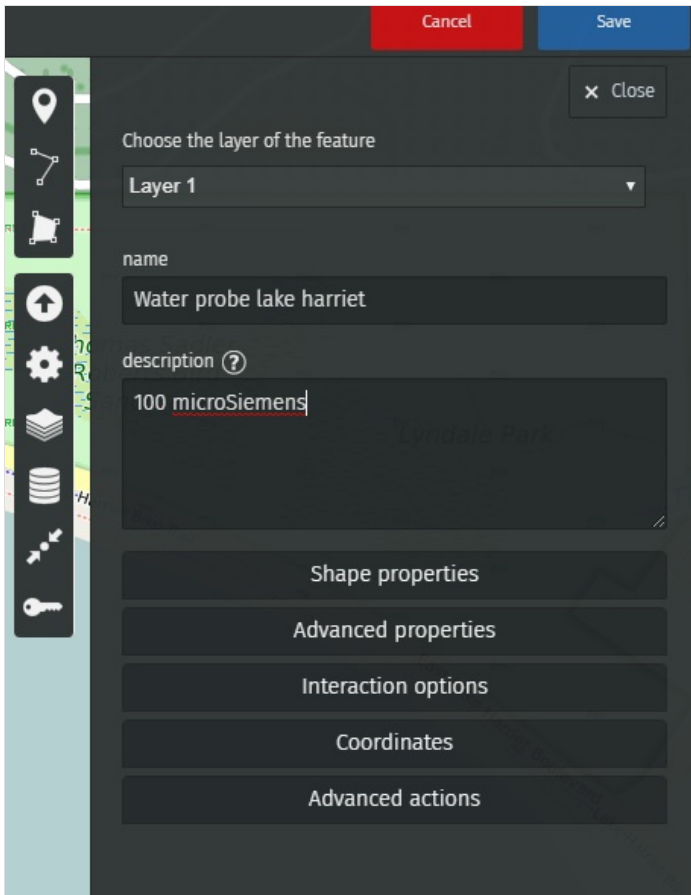 Cancel
Save
× Close
Choose the layer of the feature
Layer 1
name
Water probe lake harriet
description ?
100 microSiemens
Lyndale Park
Shape properties
Advanced properties
Interaction options
Coordinates
Advanced actions